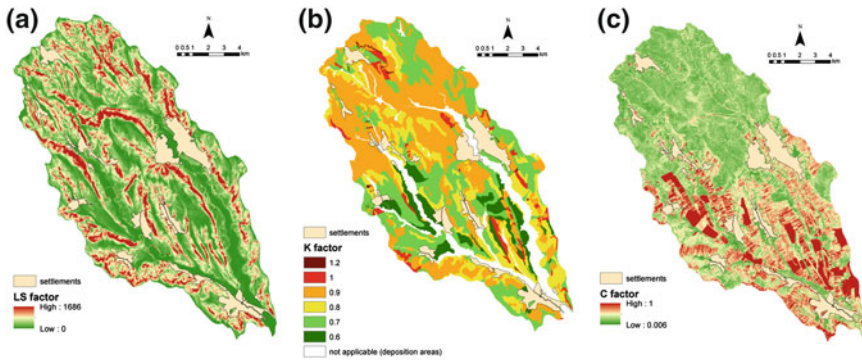 (a)
N
0 0.5 1 2 3 4
km
settlements
LS factor
High : 1686
Low : 0
(b)
N
0 0.5 1 2 3 4
km
settlements
K factor
1.2
1
0.9
0.8
0.7
0.6
not applicable (deposition areas)
(c)
N
0 0.5 1 2 3 4
km
settlements
C factor
High : 1
Low : 0.006